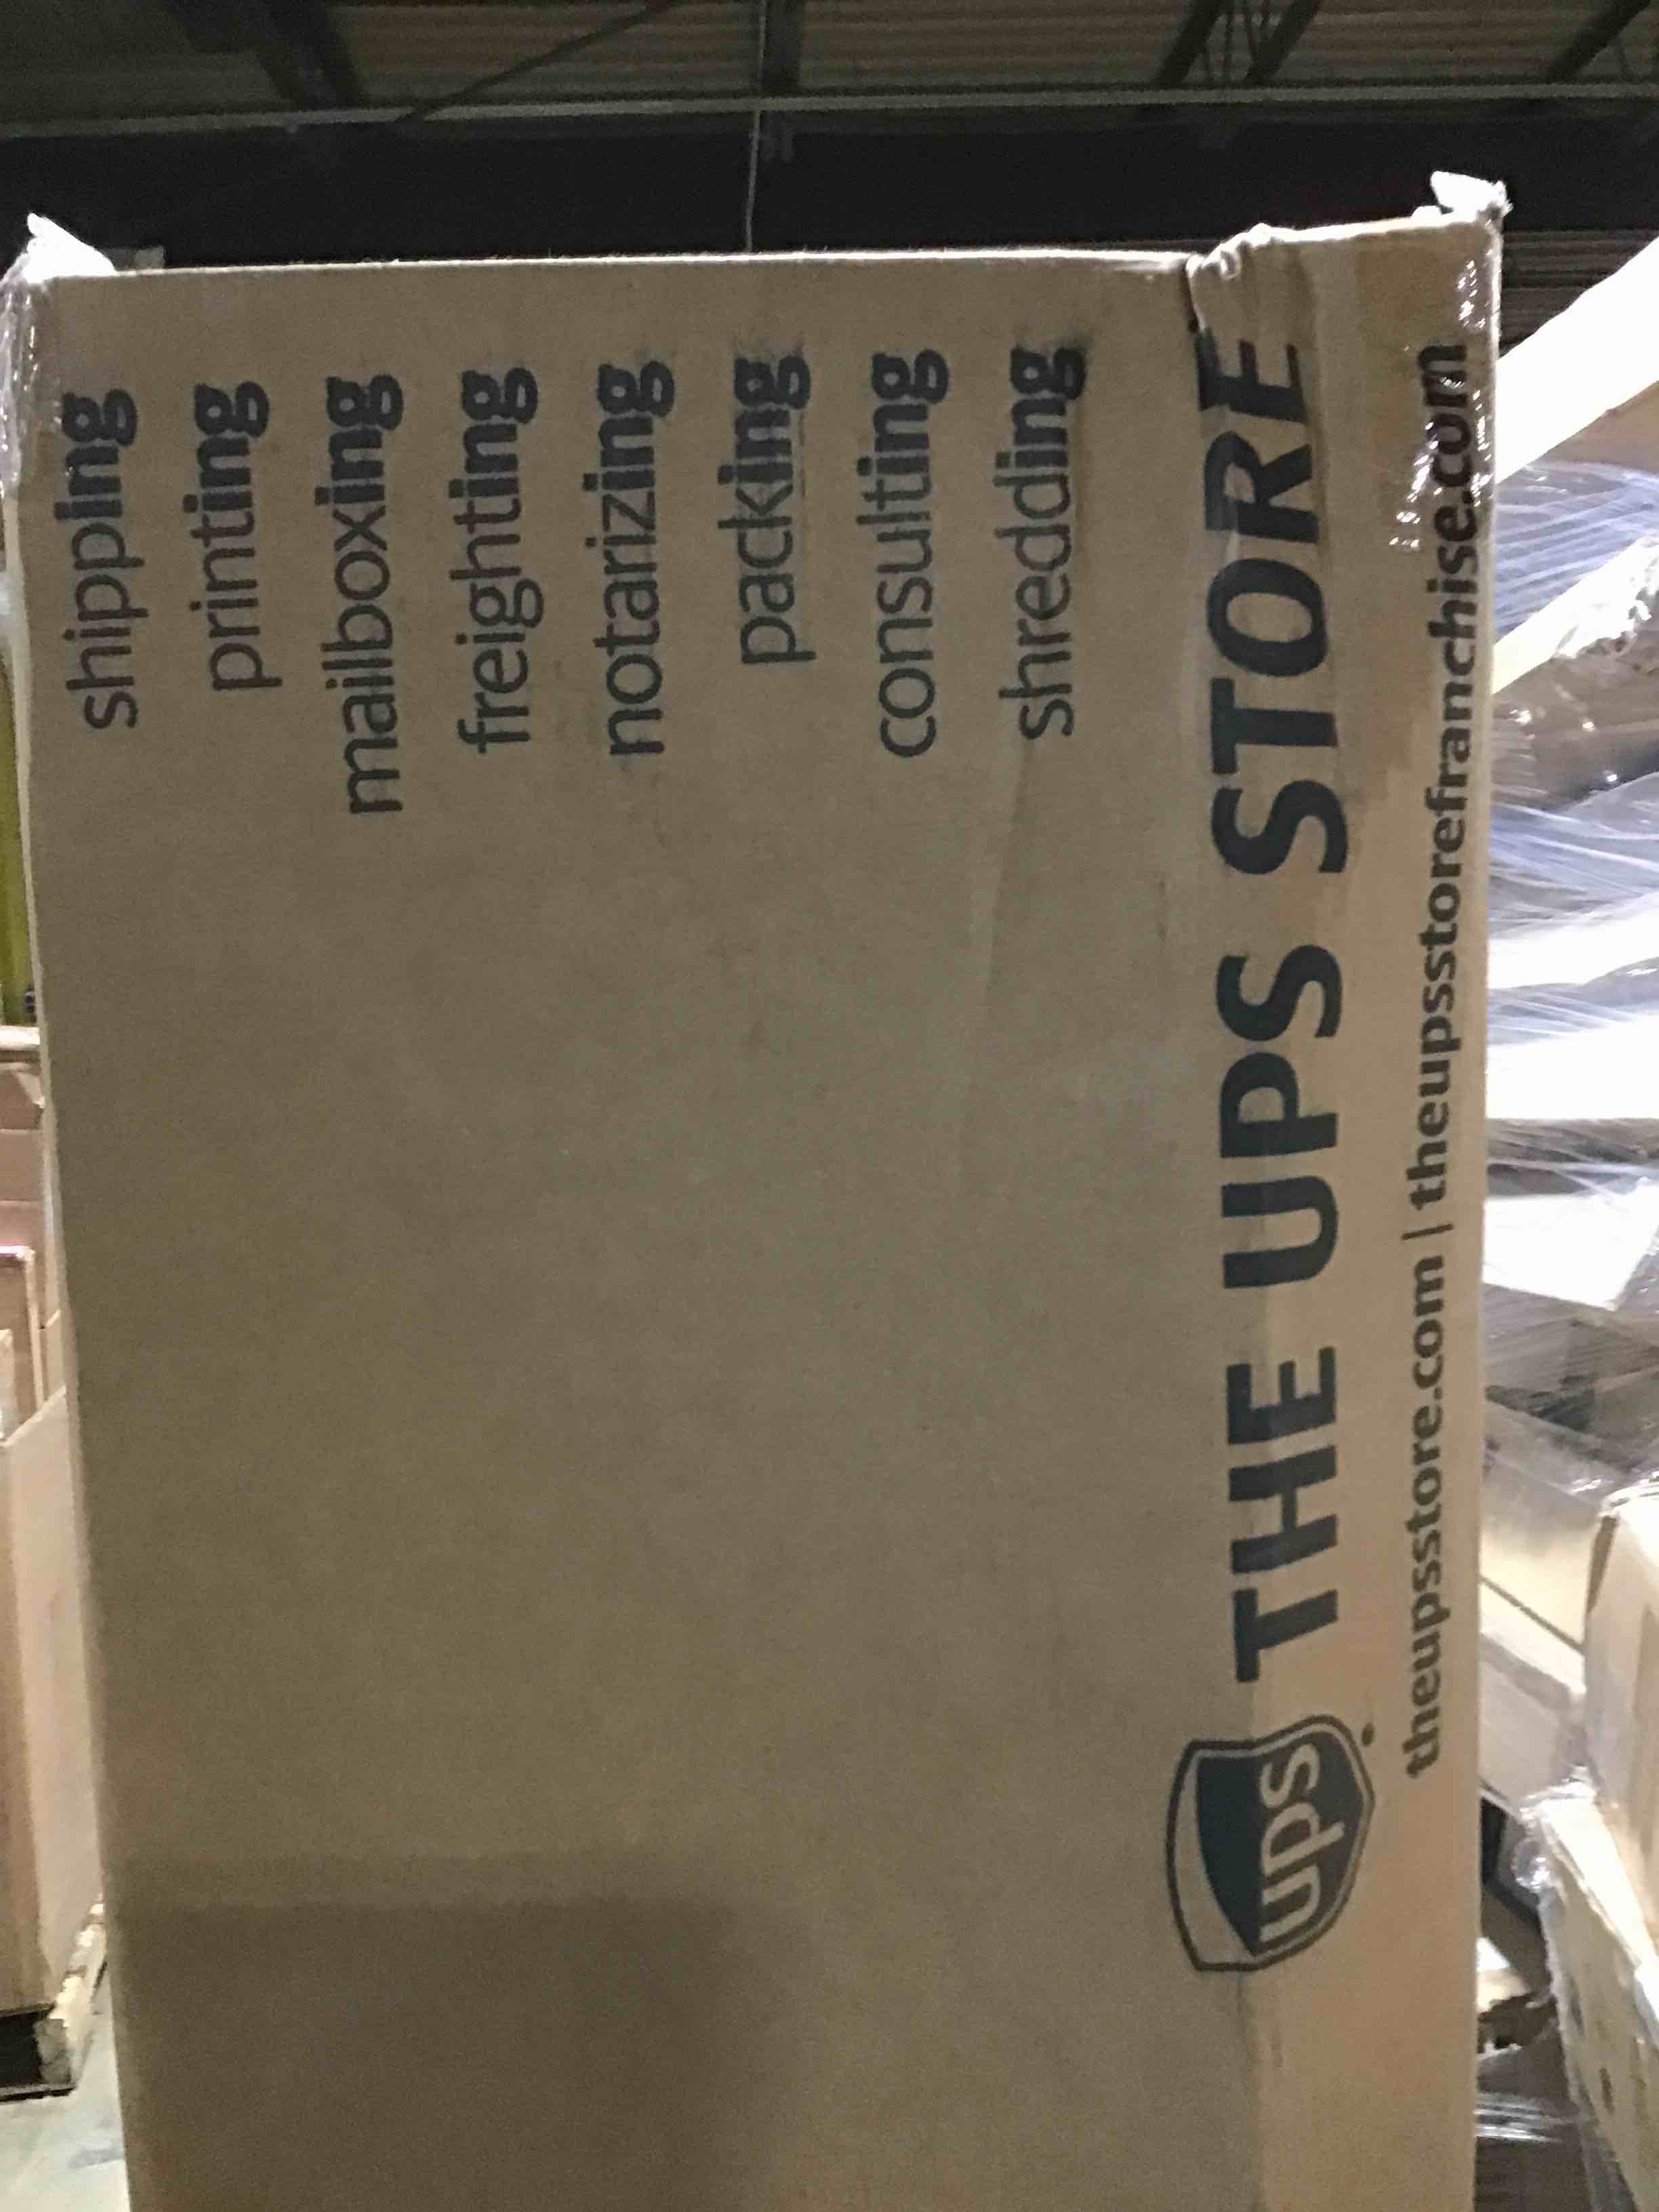 shipping
printing
mailboxing
freighting
notarizing
packing
consulting
shredding
ups THE UPS STORE
theupsstore.com | theupsstorefranchise.com